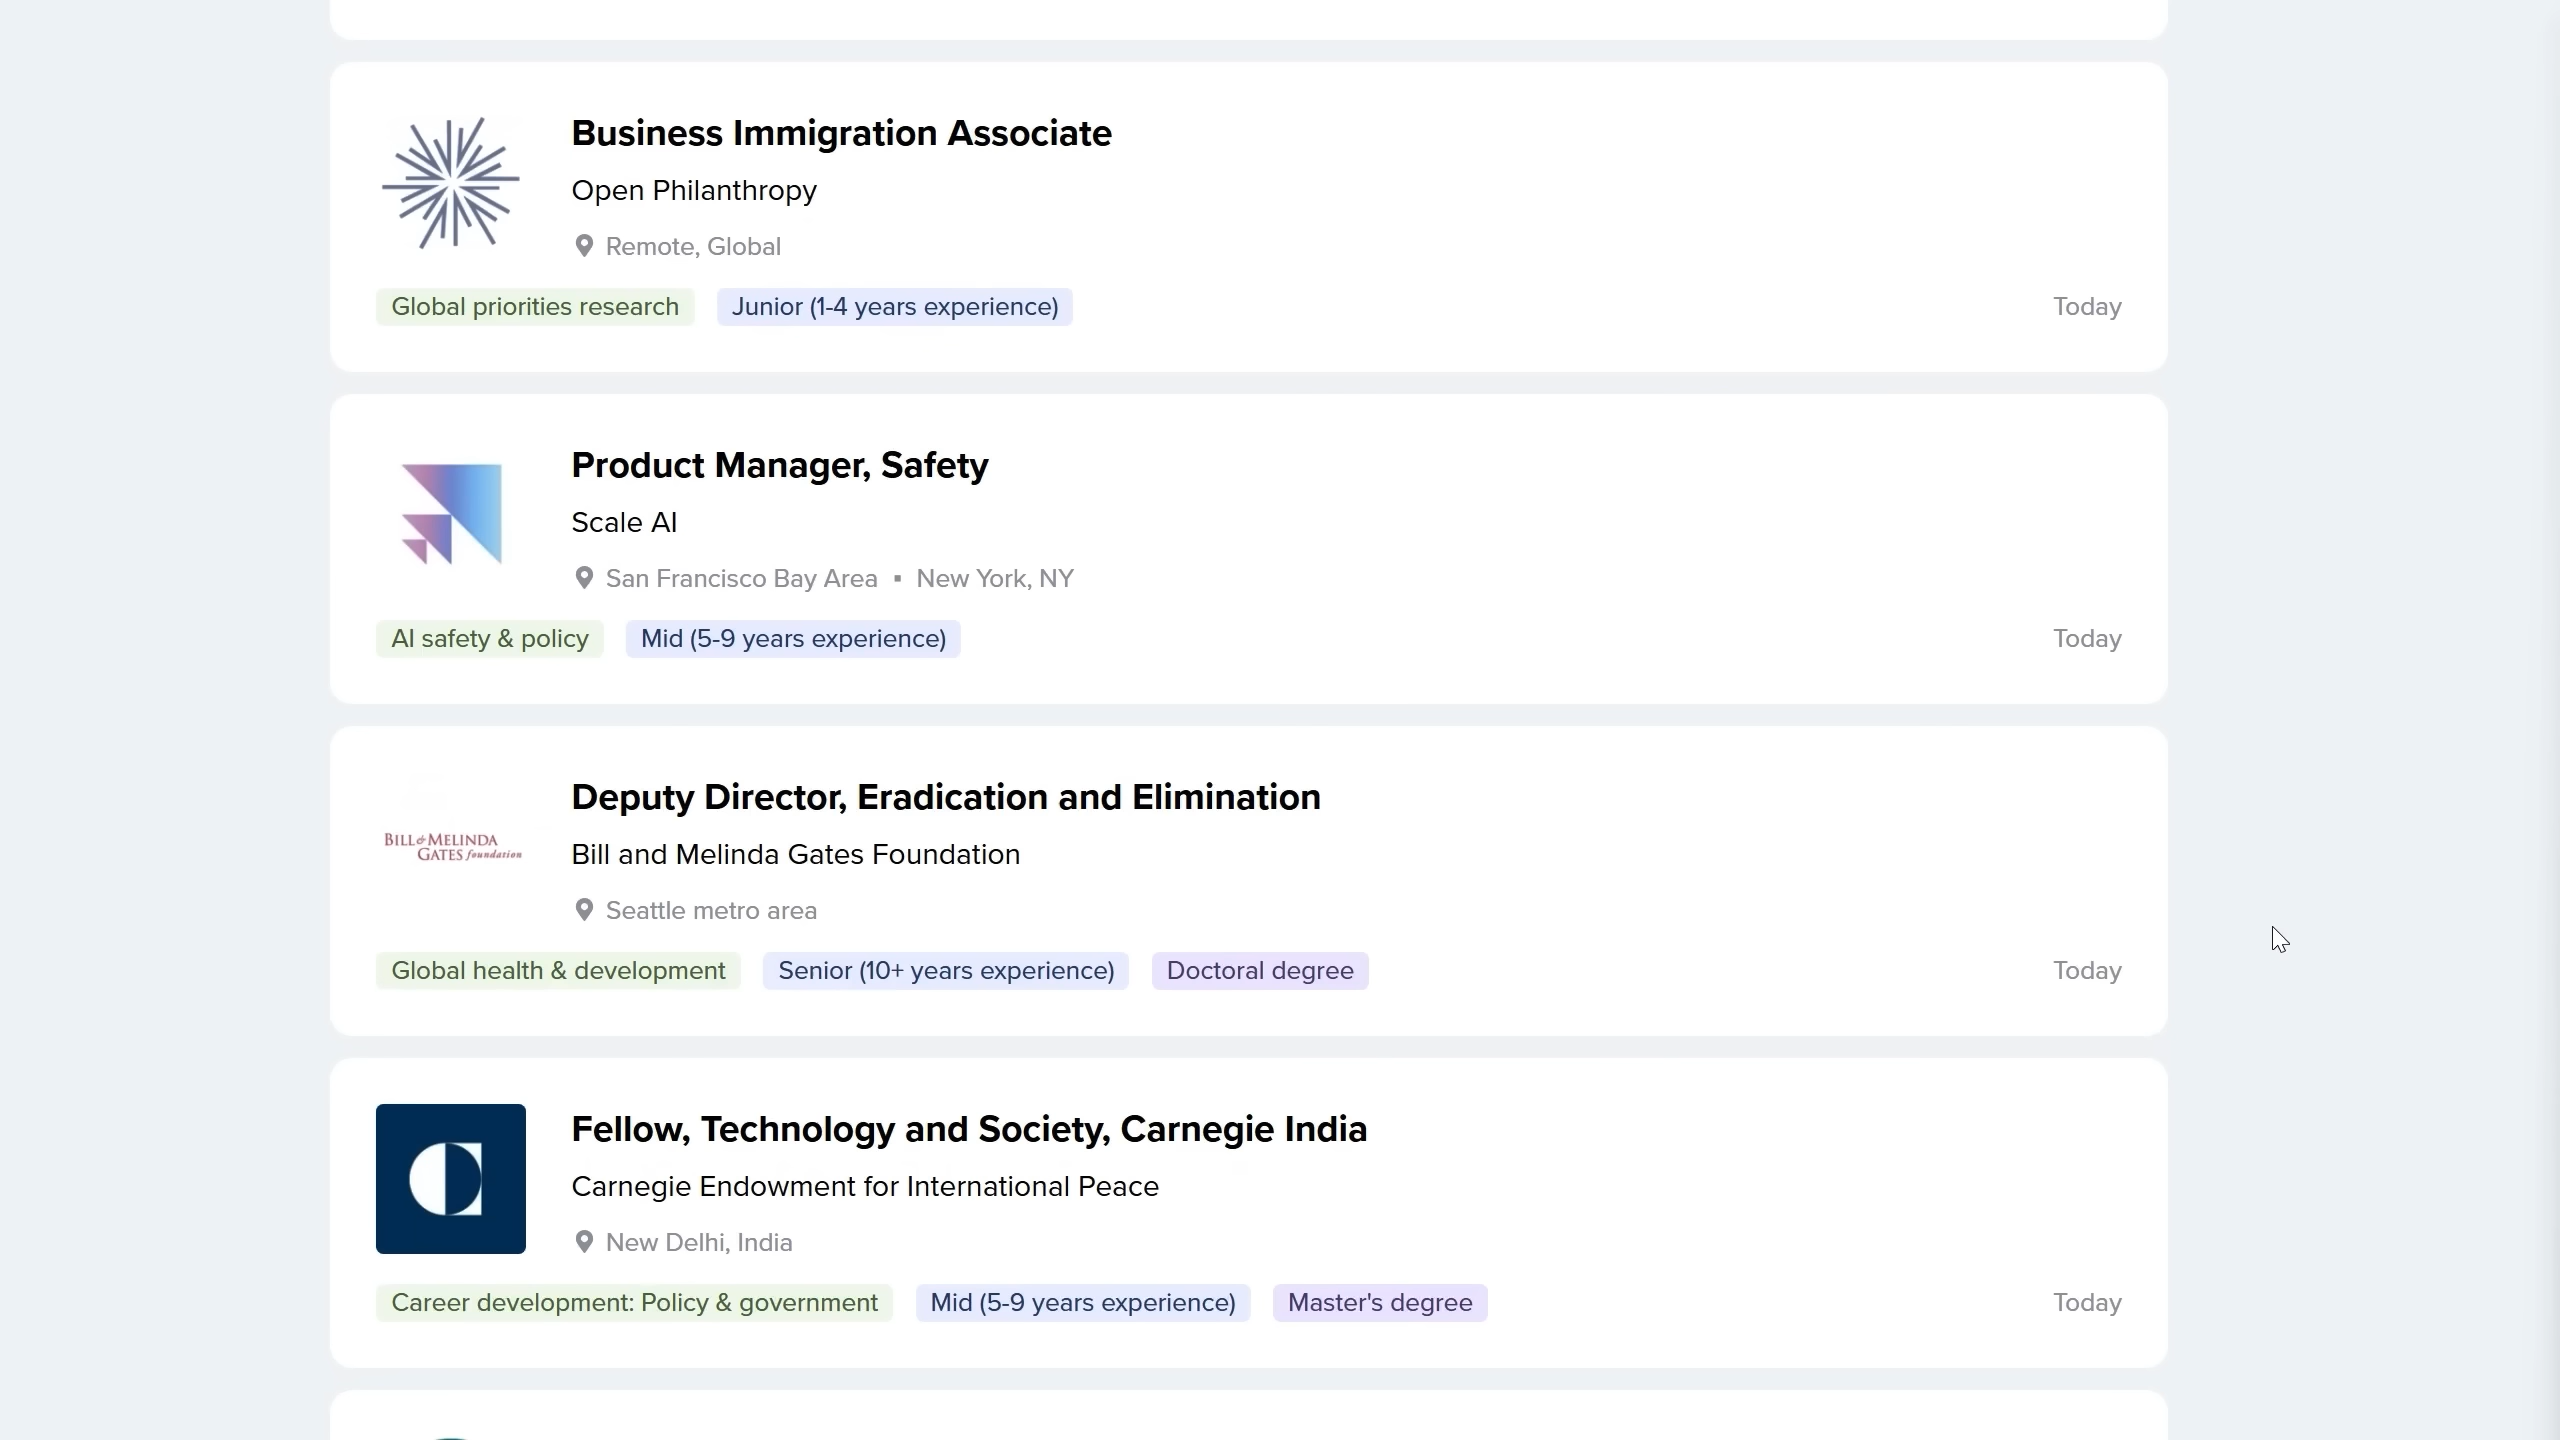 Business Immigration Associate
Open Philanthropy
Remote, Global
Global priorities research
Junior (1-4 years experience)
Today
Product Manager, Safety
Scale AI
San Francisco Bay Area ▪ New York, NY
AI safety & policy
Mid (5-9 years experience)
Today
BILL & MELINDA
GATES foundation
Deputy Director, Eradication and Elimination
Bill and Melinda Gates Foundation
Seattle metro area
Global health & development
Senior (10+ years experience)
Doctoral degree
Today
Fellow, Technology and Society, Carnegie India
Carnegie Endowment for International Peace
New Delhi, India
Career development: Policy & government
Mid (5-9 years experience)
Master's degree
Today